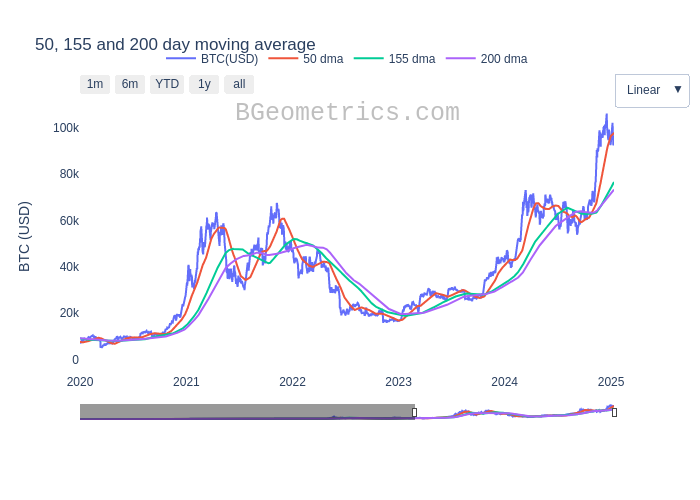 50, 155 and 200 day moving average
BTC(USD) 50 dma 155 dma 200 dma
1m 6m YTD 1y all
Linear ▼
BGeometrics.com
BTC (USD)
100k
80k
60k
40k
20k
0
2020 2021 2022 2023 2024 2025